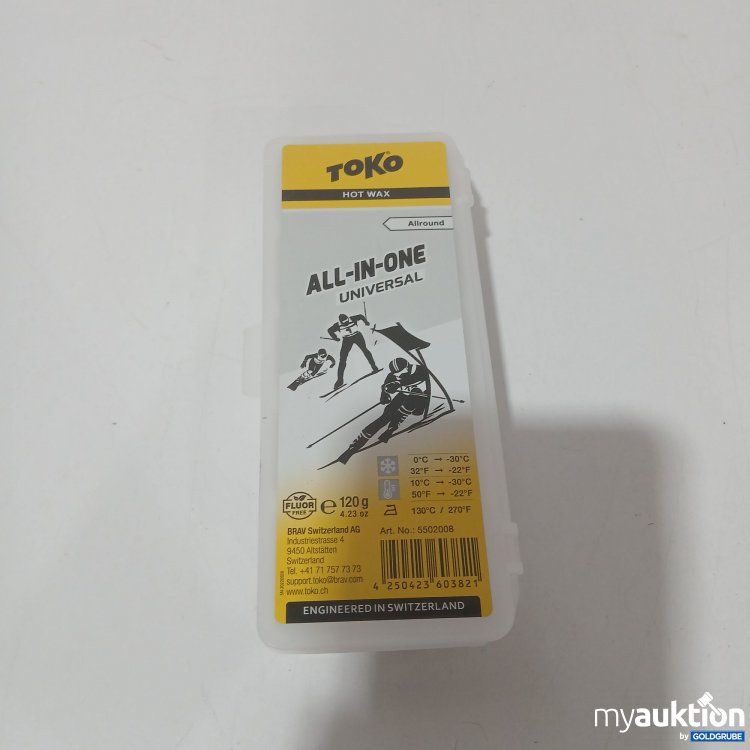 TOKO
HOT WAX
Allround
ALL-IN-ONE
UNIVERSAL
0°C → -30°C
32°F → -22°F
10°C → -30°C
50°F → -22°F
130°C / 270°F
FLUOR
FREE
e 120 g
4.23 oz
BRAV Switzerland AG
Industriestrasse 4
9450 Altstätten
Switzerland
Tel. +41 71 757 73 73
support.toko@brav.com
www.toko.ch
Art. No.: 5502008
4 250423 603821
ENGINEERED IN SWITZERLAND
myauktion
by GOLDGRUBE